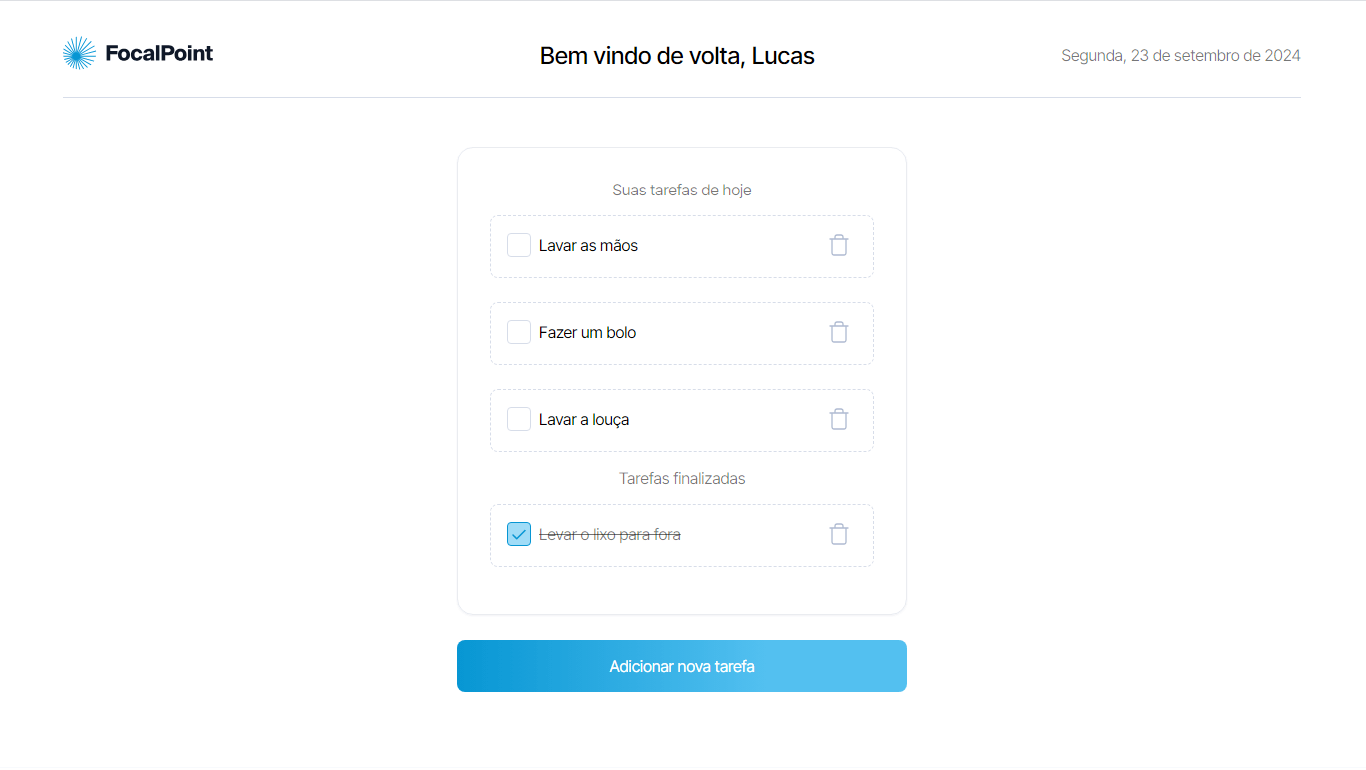 FocalPoint
Bem vindo de volta, Lucas
Segunda, 23 de setembro de 2024
Suas tarefas de hoje
Lavar as mãos
Fazer um bolo
Lavar a louça
Tarefas finalizadas
Levar o lixo para fora
Adicionar nova tarefa